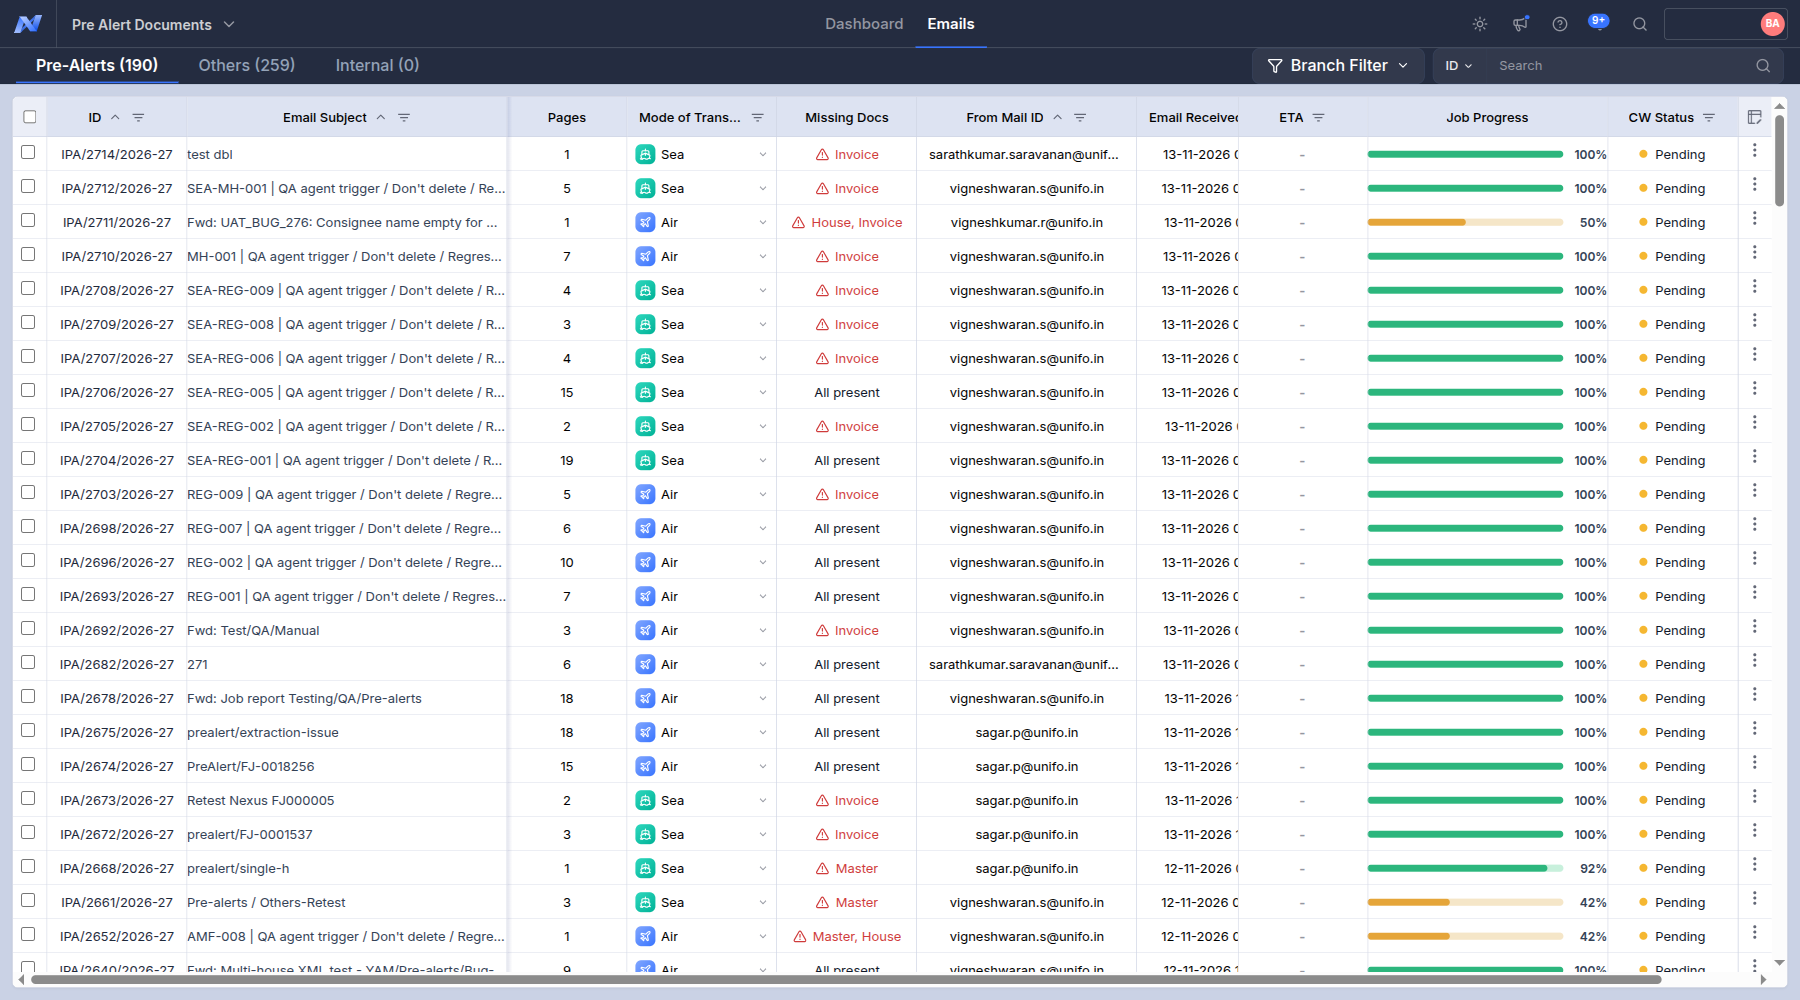 Pre Alert Documents Dashboard Emails 9+ BA
Pre-Alerts (190) Others (259) Internal (0) Branch Filter ID Search
ID Email Subject Pages Mode of Trans... Missing Docs From Mail ID Email Received ETA Job Progress CW Status
IPA/2714/2026-27 test dbl 1 Sea Invoice sarathkumar.saravanan@unif... 13-11-2026 - 100% Pending
IPA/2712/2026-27 SEA-MH-001 | QA agent trigger / Don't delete / Re... 5 Sea Invoice vigneshwaran.s@unifo.in 13-11-2026 - 100% Pending
IPA/2711/2026-27 Fwd: UAT_BUG_276: Consignee name empty for ... 1 Air House, Invoice vigneshkumar.r@unifo.in 13-11-2026 - 50% Pending
IPA/2710/2026-27 MH-001 | QA agent trigger / Don't delete / Regres... 7 Air Invoice vigneshwaran.s@unifo.in 13-11-2026 - 100% Pending
IPA/2708/2026-27 SEA-REG-009 | QA agent trigger / Don't delete / R... 4 Sea Invoice vigneshwaran.s@unifo.in 13-11-2026 - 100% Pending
IPA/2709/2026-27 SEA-REG-008 | QA agent trigger / Don't delete / R... 3 Sea Invoice vigneshwaran.s@unifo.in 13-11-2026 - 100% Pending
IPA/2707/2026-27 SEA-REG-006 | QA agent trigger / Don't delete / R... 4 Sea Invoice vigneshwaran.s@unifo.in 13-11-2026 - 100% Pending
IPA/2706/2026-27 SEA-REG-005 | QA agent trigger / Don't delete / R... 15 Sea All present vigneshwaran.s@unifo.in 13-11-2026 - 100% Pending
IPA/2705/2026-27 SEA-REG-002 | QA agent trigger / Don't delete / R... 2 Sea Invoice vigneshwaran.s@unifo.in 13-11-2026 - 100% Pending
IPA/2704/2026-27 SEA-REG-001 | QA agent trigger / Don't delete / R... 19 Sea All present vigneshwaran.s@unifo.in 13-11-2026 - 100% Pending
IPA/2703/2026-27 REG-009 | QA agent trigger / Don't delete / Regre... 5 Air Invoice vigneshwaran.s@unifo.in 13-11-2026 - 100% Pending
IPA/2698/2026-27 REG-007 | QA agent trigger / Don't delete / Regre... 6 Air All present vigneshwaran.s@unifo.in 13-11-2026 - 100% Pending
IPA/2696/2026-27 REG-002 | QA agent trigger / Don't delete / Regre... 10 Air All present vigneshwaran.s@unifo.in 13-11-2026 - 100% Pending
IPA/2693/2026-27 REG-001 | QA agent trigger / Don't delete / Regres... 7 Air All present vigneshwaran.s@unifo.in 13-11-2026 - 100% Pending
IPA/2692/2026-27 Fwd: Test/QA/Manual 3 Air Invoice vigneshwaran.s@unifo.in 13-11-2026 - 100% Pending
IPA/2682/2026-27 271 6 Air All present sarathkumar.saravanan@unif... 13-11-2026 - 100% Pending
IPA/2678/2026-27 Fwd: Job report Testing/QA/Pre-alerts 18 Air All present vigneshwaran.s@unifo.in 13-11-2026 - 100% Pending
IPA/2675/2026-27 prealert/extraction-issue 18 Air All present sagar.p@unifo.in 13-11-2026 - 100% Pending
IPA/2674/2026-27 PreAlert/FJ-0018256 15 Air All present sagar.p@unifo.in 13-11-2026 - 100% Pending
IPA/2673/2026-27 Retest Nexus FJ000005 2 Sea Invoice sagar.p@unifo.in 13-11-2026 - 100% Pending
IPA/2672/2026-27 prealert/FJ-0001537 3 Sea Invoice sagar.p@unifo.in 13-11-2026 - 100% Pending
IPA/2668/2026-27 prealert/single-h 1 Sea Master sagar.p@unifo.in 12-11-2026 - 92% Pending
IPA/2661/2026-27 Pre-alerts / Others-Retest 3 Sea Master vigneshwaran.s@unifo.in 12-11-2026 - 42% Pending
IPA/2652/2026-27 AMF-008 | QA agent trigger / Don't delete / Regre... 1 Air Master, House vigneshwaran.s@unifo.in 12-11-2026 - 42% Pending
IPA/2640/2026-27 Fwd: Multi-house XML test - YAM/Pre-alerts/Bug-... 9 Air All present vigneshwaran.s@unifo.in 12-11-2026 - 100% Pending